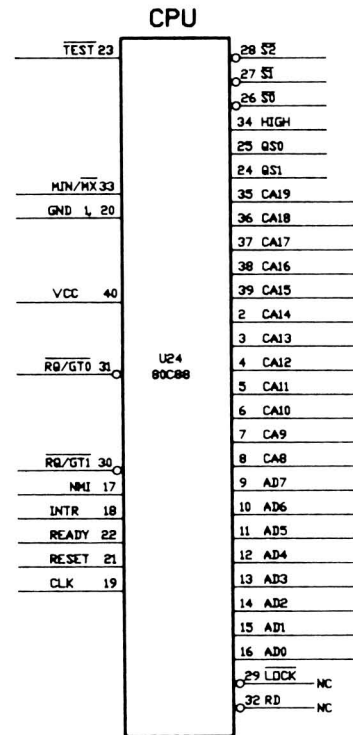 CPU
TEST 23
MIN/MX 33
GND 1, 20
VCC 40
RQ/GT0 31
RQ/GT1 30
NMI 17
INTR 18
READY 22
RESET 21
CLK 19
U24
80C88
28 S2
27 S1
26 S0
34 HIGH
25 QS0
24 QS1
35 CA19
36 CA18
37 CA17
38 CA16
39 CA15
2 CA14
3 CA13
4 CA12
5 CA11
6 CA10
7 CA9
8 CA8
9 AD7
10 AD6
11 AD5
12 AD4
13 AD3
14 AD2
15 AD1
16 AD0
29 LOCK NC
32 RD NC